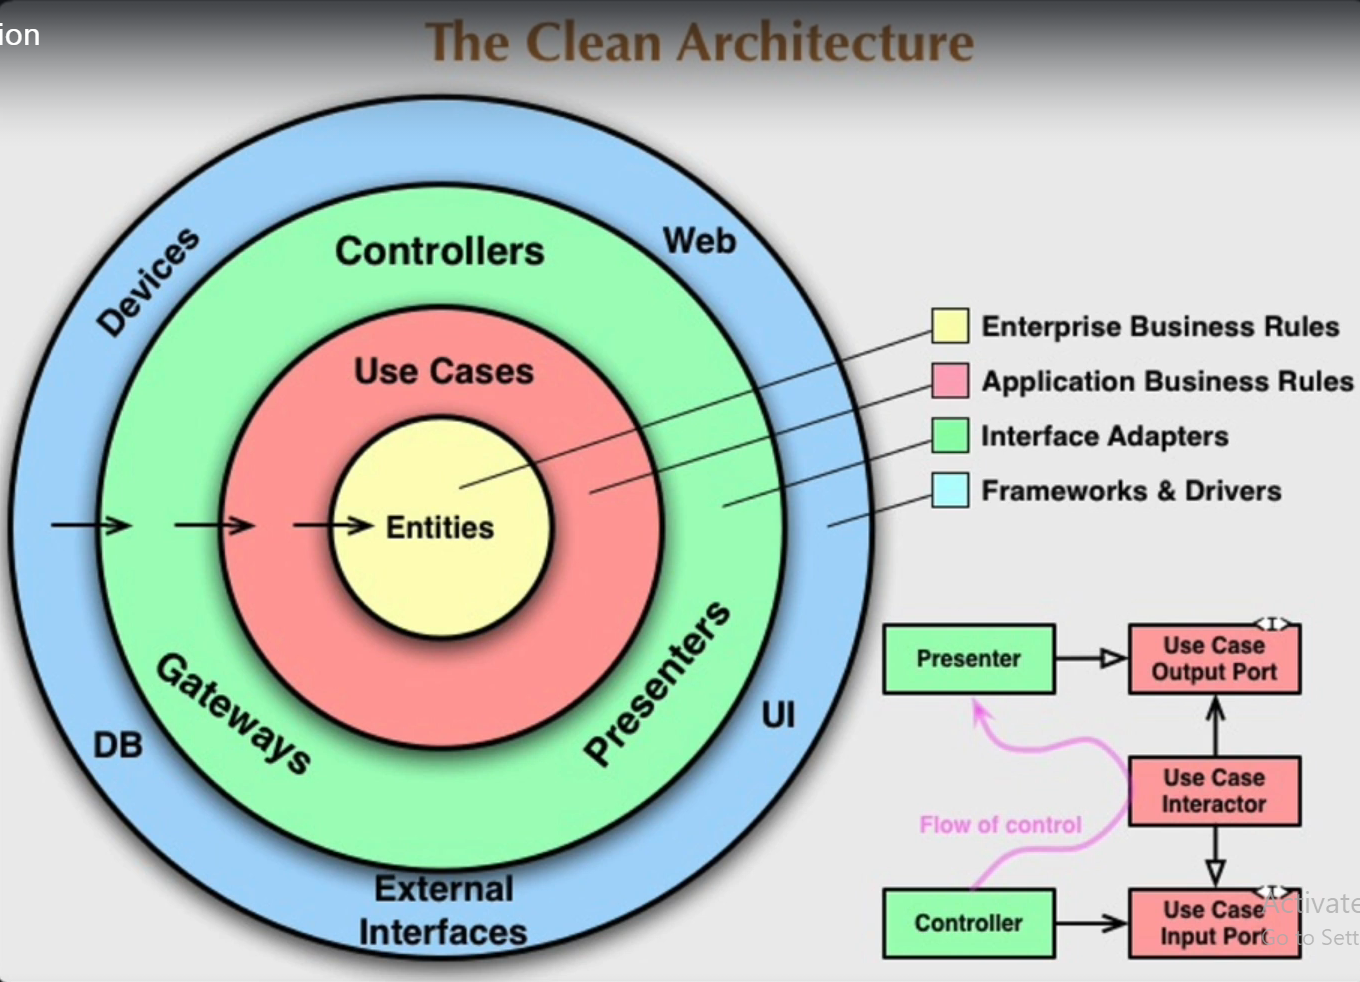 ion
The Clean Architecture
Devices
Controllers
Web
Use Cases
Entities
Gateways
Presenters
DB
UI
External
Interfaces
Enterprise Business Rules
Application Business Rules
Interface Adapters
Frameworks & Drivers
Presenter
<I>
Use Case
Output Port
Use Case
Interactor
Flow of control
Controller
<I>
Use Case
Input Port
Activate
Go to Sett